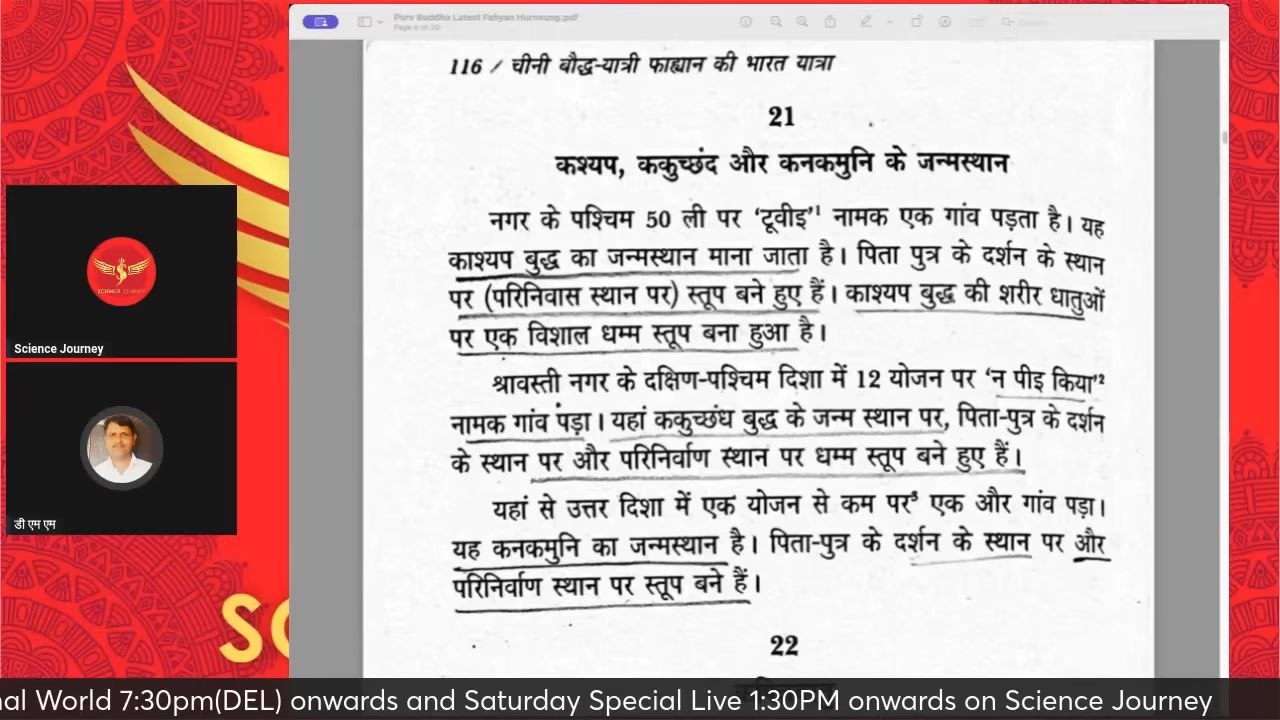 Purv Buddha Latest Fahyan Hurnsung.pdf
116 / चीनी बौद्ध-यात्री फाह्यान की भारत यात्रा
21
कश्यप, ककुच्छंद और कनकमुनि के जन्मस्थान
नगर के पश्चिम 50 ली पर ‘टूवीइ’¹ नामक एक गांव पड़ता है। यह
काश्यप बुद्ध का जन्मस्थान माना जाता है। पिता पुत्र के दर्शन के स्थान
पर (परिनिवास स्थान पर) स्तूप बने हुए हैं। काश्यप बुद्ध की शरीर धातुओं
पर एक विशाल धम्म स्तूप बना हुआ है।
श्रावस्ती नगर के दक्षिण-पश्चिम दिशा में 12 योजन पर ‘न पीइ किया’²
नामक गांव पड़ा। यहां ककुच्छंध बुद्ध के जन्म स्थान पर, पिता-पुत्र के दर्शन
के स्थान पर और परिनिर्वाण स्थान पर धम्म स्तूप बने हुए हैं।
यहां से उत्तर दिशा में एक योजन से कम पर³ एक और गांव पड़ा।
यह कनकमुनि का जन्मस्थान है। पिता-पुत्र के दर्शन के स्थान पर और
परिनिर्वाण स्थान पर स्तूप बने हैं।
22
SCIENCE JOURNEY
Science Journey
डी एम एम
al World 7:30pm(DEL) onwards and Saturday Special Live 1:30PM onwards on Science Journey